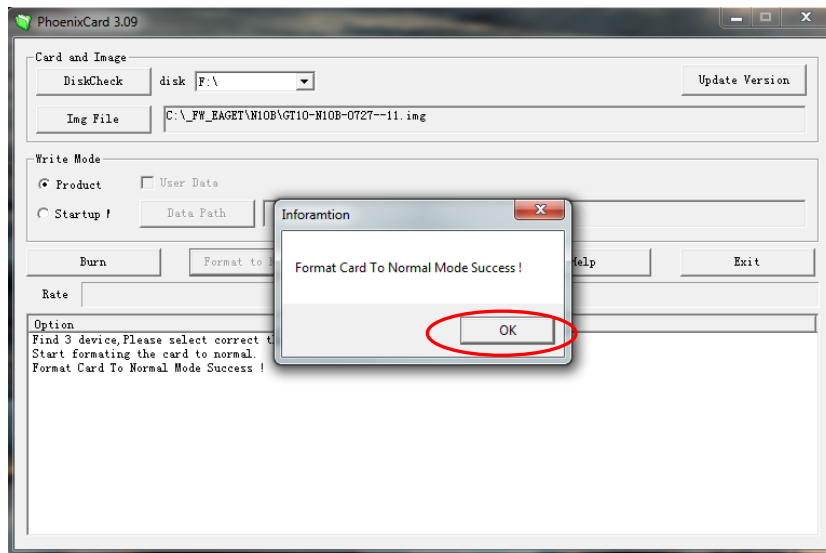 PhoenixCard 3.09
Card and Image
DiskCheck disk F:\ Update Version
Img File C:\_FW_EAGET\N10B\GT10-N10B-0727--11.img
Write Mode
Product User Data
Startup ! Data Path
Inforamtion
Format Card To Normal Mode Success !
OK
Burn Format to Help Exit
Rate
Option
Find 3 device,Please select correct
Start formating the card to normal.
Format Card To Normal Mode Success !